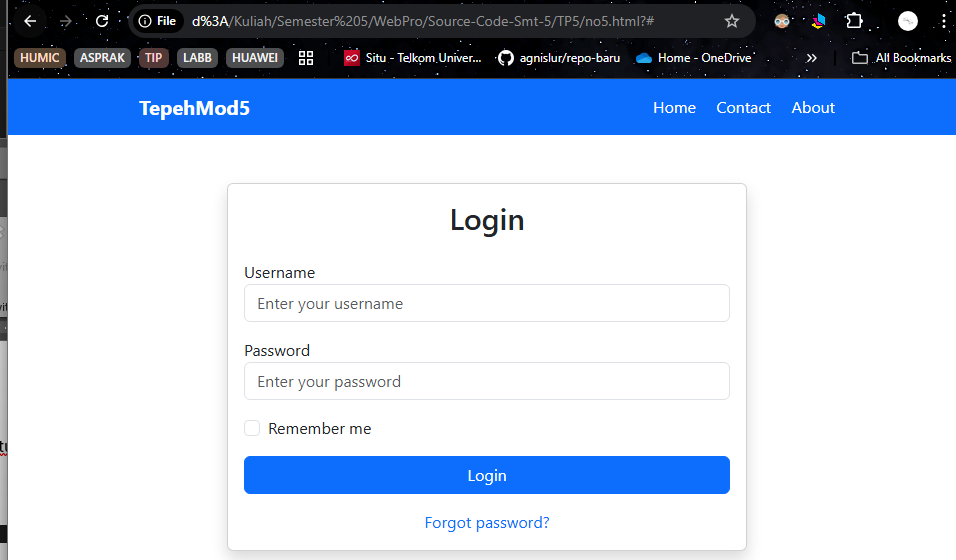 File d%3A/Kuliah/Semester%205/WebPro/Source-Code-Smt-5/TP5/no5.html?#
HUMIC ASPRAK TIP LABB HUAWEI Situ - Telkom Univer... agnislur/repo-baru Home - OneDrive » All Bookmarks
TepehMod5 Home Contact About
Login
Username
Enter your username
Password
Enter your password
Remember me
Login
Forgot password?